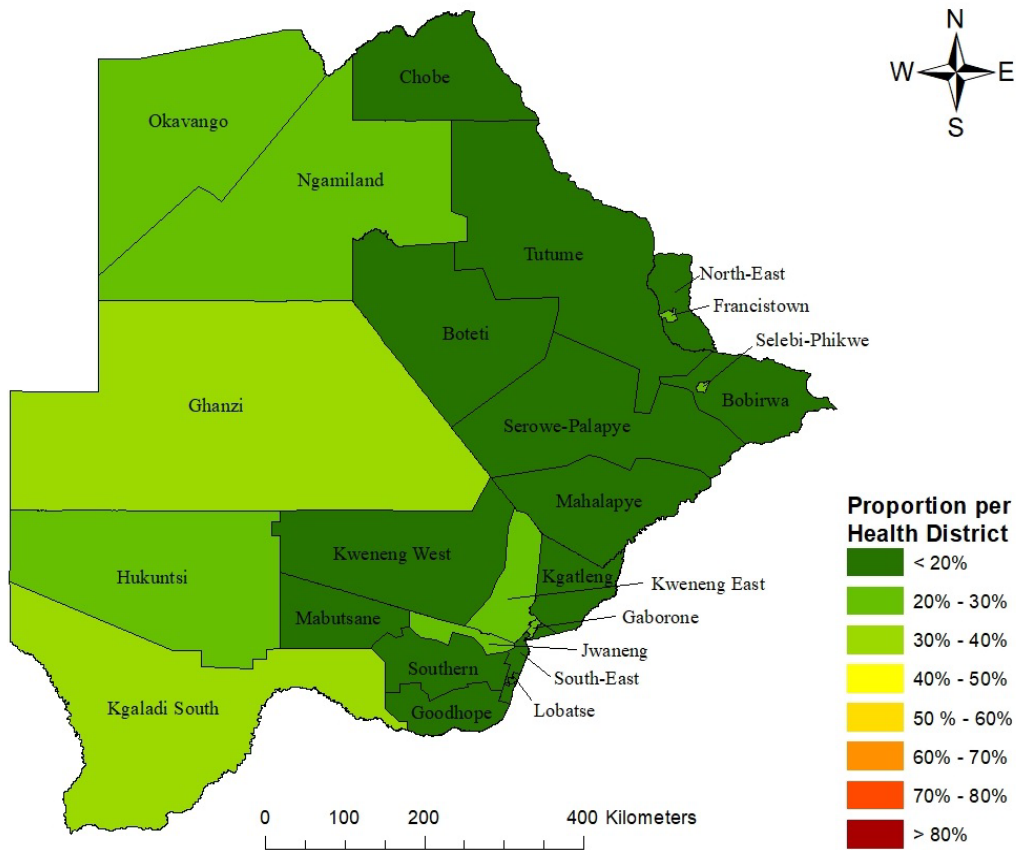 N
W
E
S
Chobe
Okavango
Ngamiland
Tutume
North-East
Francistown
Boteti
Selebi-Phikwe
Bobirwa
Ghanzi
Serowe-Palapye
Mahalapye
Kweneng West
Kgatleng
Hukuntsi
Kweneng East
Mabutsane
Gaborone
Jwaneng
Southern
South-East
Kgaladi South
Goodhope
Lobatse
Proportion per
Health District
< 20%
20% - 30%
30% - 40%
40% - 50%
50 % - 60%
60% - 70%
70% - 80%
> 80%
0 100 200 400 Kilometers